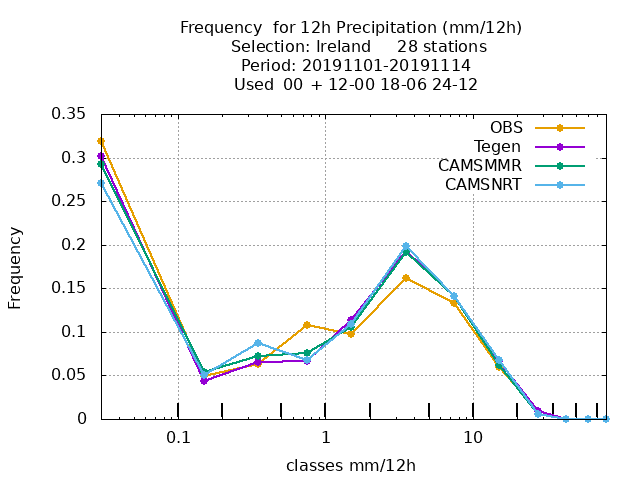 Frequency  for 12h Precipitation (mm/12h)
Selection: Ireland     28 stations
Period: 20191101-20191114
Used  00  + 12-00 18-06 24-12
OBS
Tegen
CAMSMMR
CAMSNRT
0.35
0.3
0.25
0.2
0.15
0.1
0.05
0
Frequency
0.1
1
10
classes mm/12h